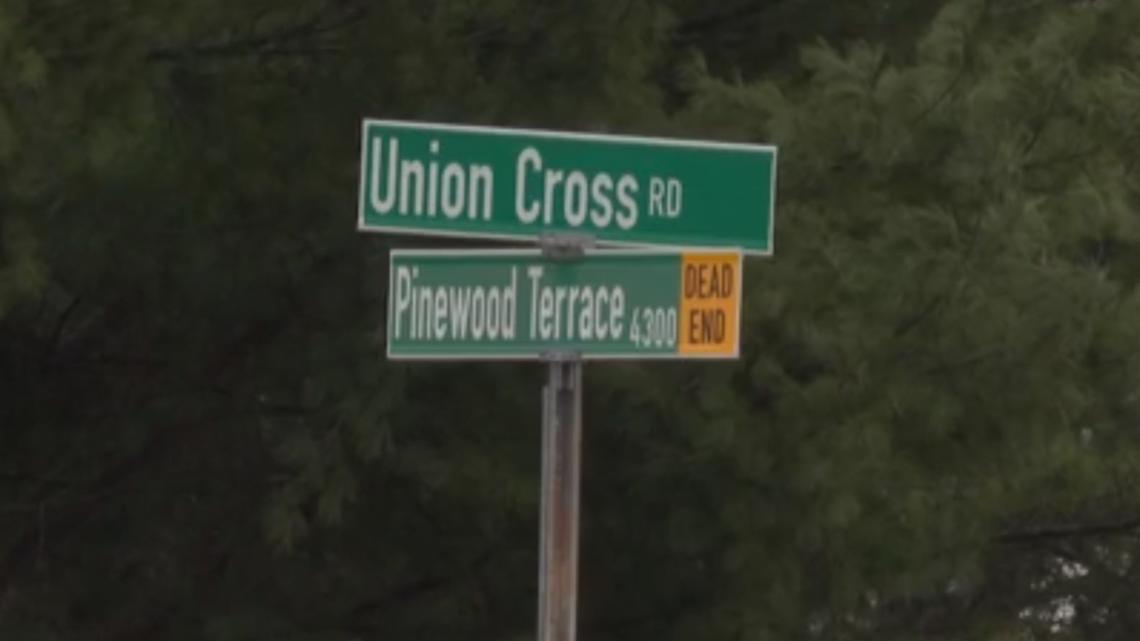 Union Cross RD
Pinewood Terrace 4300 DEAD END